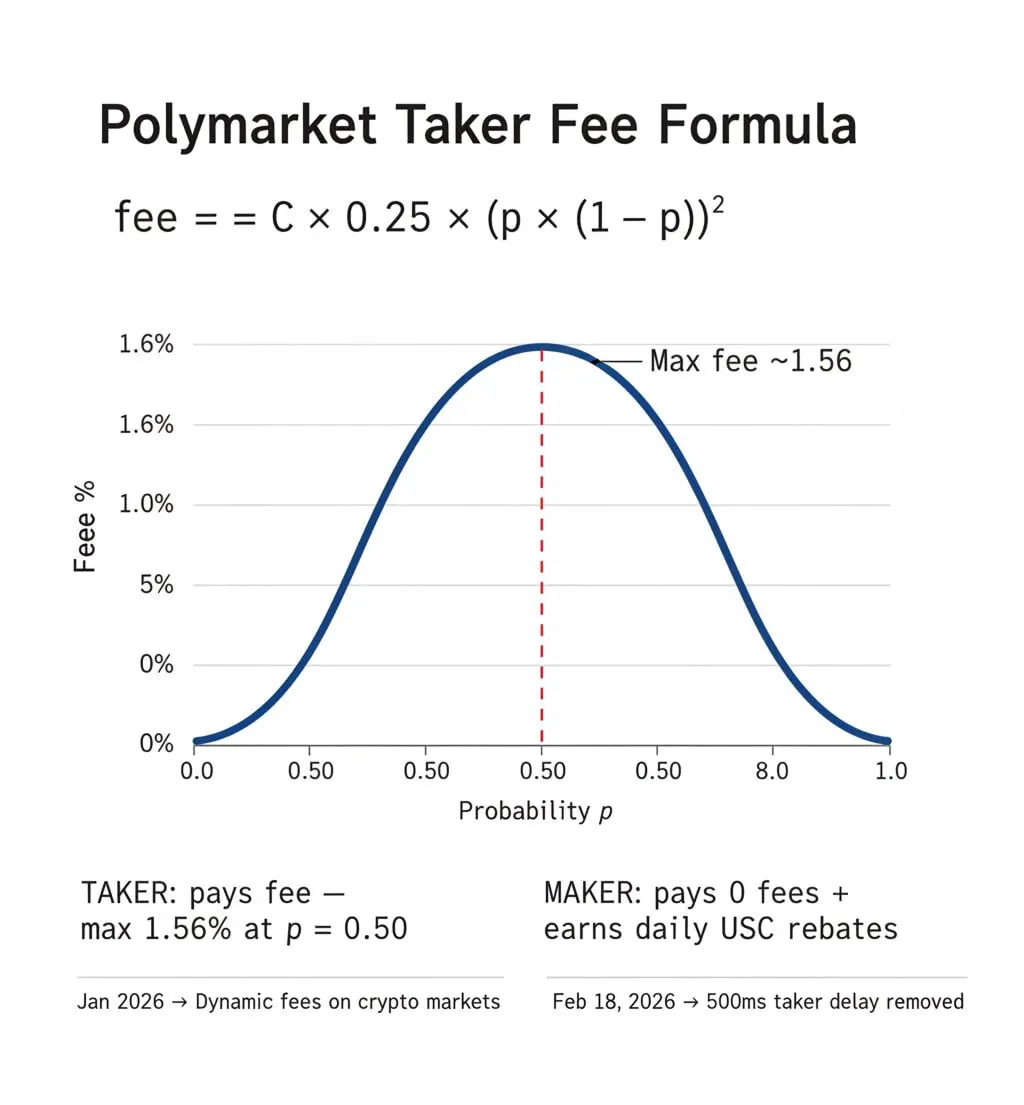 Polymarket Taker Fee Formula
fee = = C × 0.25 × (p × (1 – p))²
1.6%
Max fee ~1.56
1.6%
1.0%
5%
0%
0%
Feee %
0.0 0.50 0.50 0.50 0.50 8.0 1.0
Probability p
TAKER: pays fee —
max 1.56% at p = 0.50
MAKER: pays 0 fees +
earns daily USC rebates
Jan 2026 → Dynamic fees on crypto markets
Feb 18, 2026 → 500ms taker delay removed